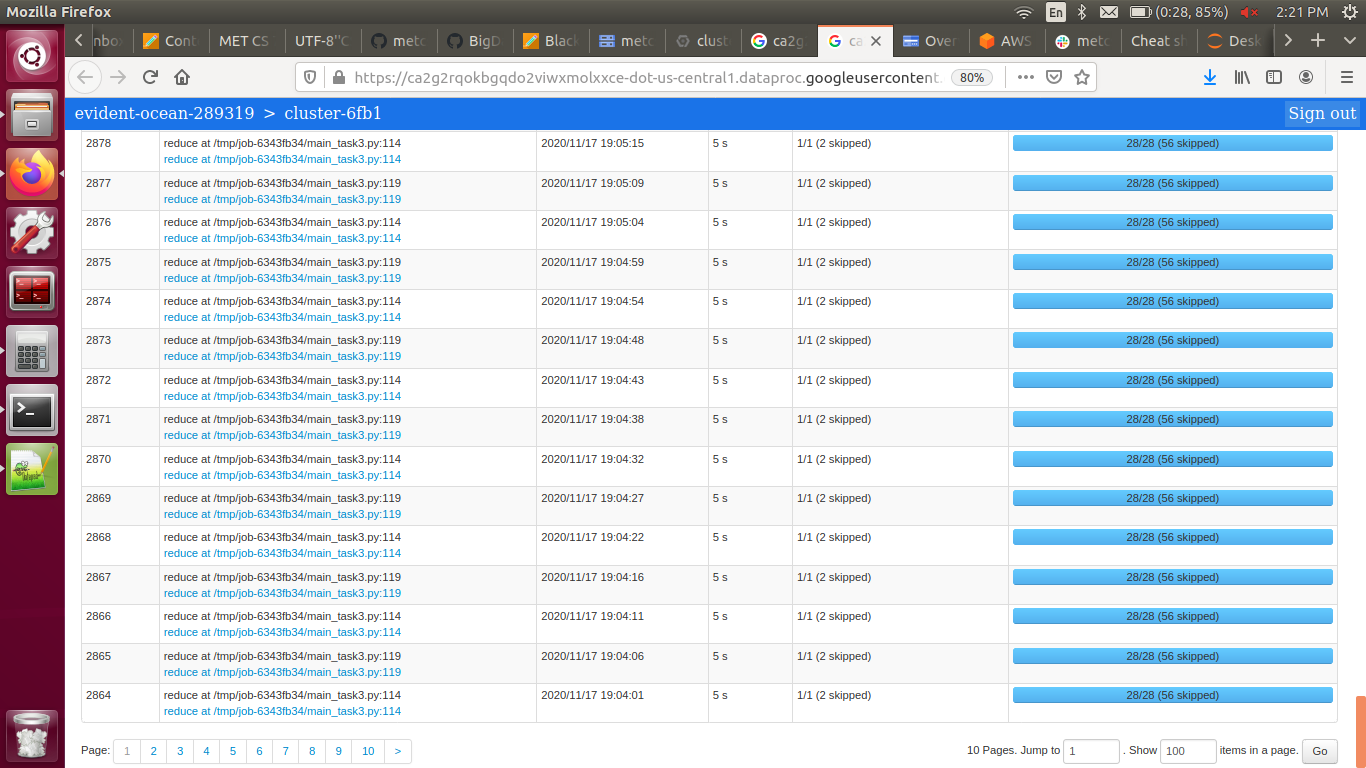 Mozilla Firefox
En
(0:28, 85%)
2:21 PM
nbox
Cont
MET CS
UTF-8"C
metc
BigD
Black
metc
clust
ca2g
ca
Over
AWS
metc
Cheat sh
Desk
https://ca2g2rqokbgqdo2viwxmolxxce-dot-us-central1.dataproc.googleusercontent.
80%
evident-ocean-289319 > cluster-6fb1
Sign out
2878 reduce at /tmp/job-6343fb34/main_task3.py:114 2020/11/17 19:05:15 5 s 1/1 (2 skipped) 28/28 (56 skipped)
reduce at /tmp/job-6343fb34/main_task3.py:114
2877 reduce at /tmp/job-6343fb34/main_task3.py:119 2020/11/17 19:05:09 5 s 1/1 (2 skipped) 28/28 (56 skipped)
reduce at /tmp/job-6343fb34/main_task3.py:119
2876 reduce at /tmp/job-6343fb34/main_task3.py:114 2020/11/17 19:05:04 5 s 1/1 (2 skipped) 28/28 (56 skipped)
reduce at /tmp/job-6343fb34/main_task3.py:114
2875 reduce at /tmp/job-6343fb34/main_task3.py:119 2020/11/17 19:04:59 5 s 1/1 (2 skipped) 28/28 (56 skipped)
reduce at /tmp/job-6343fb34/main_task3.py:119
2874 reduce at /tmp/job-6343fb34/main_task3.py:114 2020/11/17 19:04:54 5 s 1/1 (2 skipped) 28/28 (56 skipped)
reduce at /tmp/job-6343fb34/main_task3.py:114
2873 reduce at /tmp/job-6343fb34/main_task3.py:119 2020/11/17 19:04:48 5 s 1/1 (2 skipped) 28/28 (56 skipped)
reduce at /tmp/job-6343fb34/main_task3.py:119
2872 reduce at /tmp/job-6343fb34/main_task3.py:114 2020/11/17 19:04:43 5 s 1/1 (2 skipped) 28/28 (56 skipped)
reduce at /tmp/job-6343fb34/main_task3.py:114
2871 reduce at /tmp/job-6343fb34/main_task3.py:119 2020/11/17 19:04:38 5 s 1/1 (2 skipped) 28/28 (56 skipped)
reduce at /tmp/job-6343fb34/main_task3.py:119
2870 reduce at /tmp/job-6343fb34/main_task3.py:114 2020/11/17 19:04:32 5 s 1/1 (2 skipped) 28/28 (56 skipped)
reduce at /tmp/job-6343fb34/main_task3.py:114
2869 reduce at /tmp/job-6343fb34/main_task3.py:119 2020/11/17 19:04:27 5 s 1/1 (2 skipped) 28/28 (56 skipped)
reduce at /tmp/job-6343fb34/main_task3.py:119
2868 reduce at /tmp/job-6343fb34/main_task3.py:114 2020/11/17 19:04:22 5 s 1/1 (2 skipped) 28/28 (56 skipped)
reduce at /tmp/job-6343fb34/main_task3.py:114
2867 reduce at /tmp/job-6343fb34/main_task3.py:119 2020/11/17 19:04:16 5 s 1/1 (2 skipped) 28/28 (56 skipped)
reduce at /tmp/job-6343fb34/main_task3.py:119
2866 reduce at /tmp/job-6343fb34/main_task3.py:114 2020/11/17 19:04:11 5 s 1/1 (2 skipped) 28/28 (56 skipped)
reduce at /tmp/job-6343fb34/main_task3.py:114
2865 reduce at /tmp/job-6343fb34/main_task3.py:119 2020/11/17 19:04:06 5 s 1/1 (2 skipped) 28/28 (56 skipped)
reduce at /tmp/job-6343fb34/main_task3.py:119
2864 reduce at /tmp/job-6343fb34/main_task3.py:114 2020/11/17 19:04:01 5 s 1/1 (2 skipped) 28/28 (56 skipped)
reduce at /tmp/job-6343fb34/main_task3.py:114
Page: 1 2 3 4 5 6 7 8 9 10 >
10 Pages. Jump to 1 . Show 100 items in a page. Go